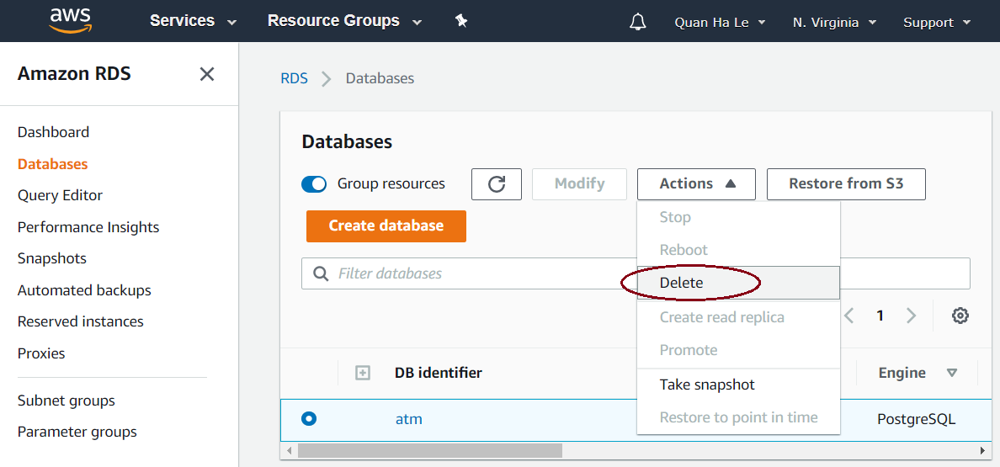 aws
Services
Resource Groups
Quan Ha Le
N. Virginia
Support
Amazon RDS
Dashboard
Databases
Query Editor
Performance Insights
Snapshots
Automated backups
Reserved instances
Proxies
Subnet groups
Parameter groups
RDS
Databases
Databases
Group resources
Modify
Actions
Restore from S3
Create database
Stop
Reboot
Delete
Create read replica
Promote
Take snapshot
Restore to point in time
Filter databases
1
DB identifier
Engine
atm
PostgreSQL